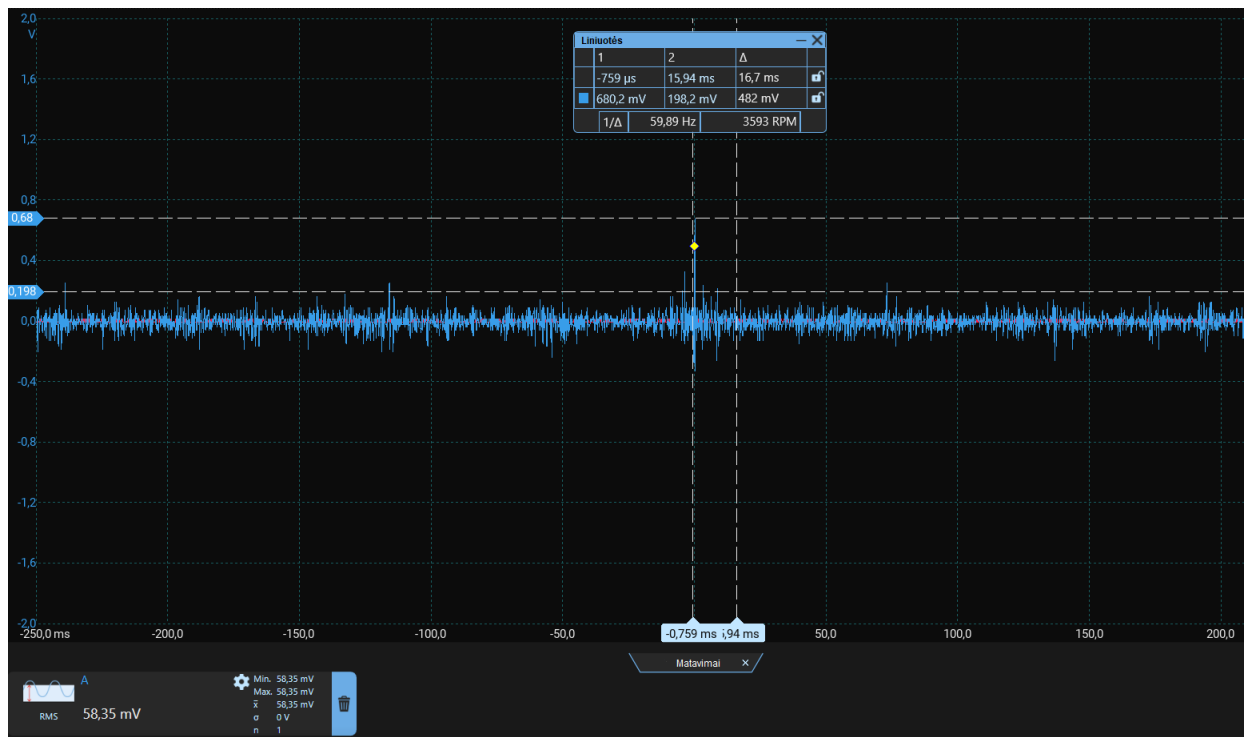 2,0
V
1,6
1,2
0,8
0,68
0,4
0,198
0,0
-0,4
-0,8
-1,2
-1,6
-2,0
Liniuotės
1 2 Δ
-759 µs 15,94 ms 16,7 ms
680,2 mV 198,2 mV 482 mV
1/Δ 59,89 Hz 3593 RPM
-250,0 ms -200,0 -150,0 -100,0 -50,0 -0,759 ms ,94 ms 50,0 100,0 150,0 200,0
Matavimai
A
RMS 58,35 mV
Min. 58,35 mV
Max. 58,35 mV
x̄ 58,35 mV
σ 0 V
n 1